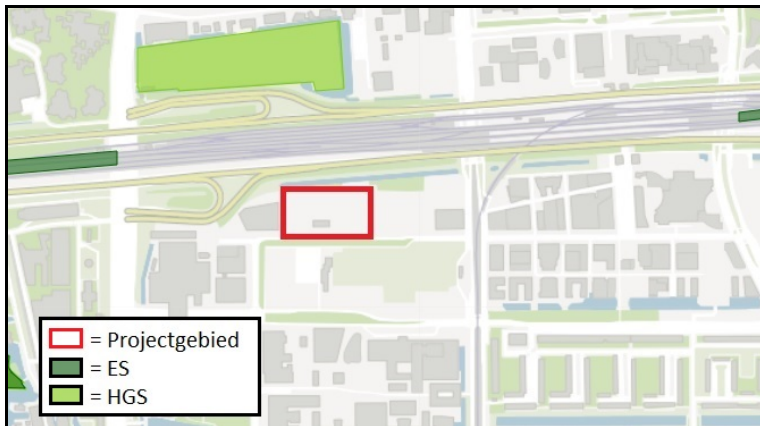 = Projectgebied
= ES
= HGS